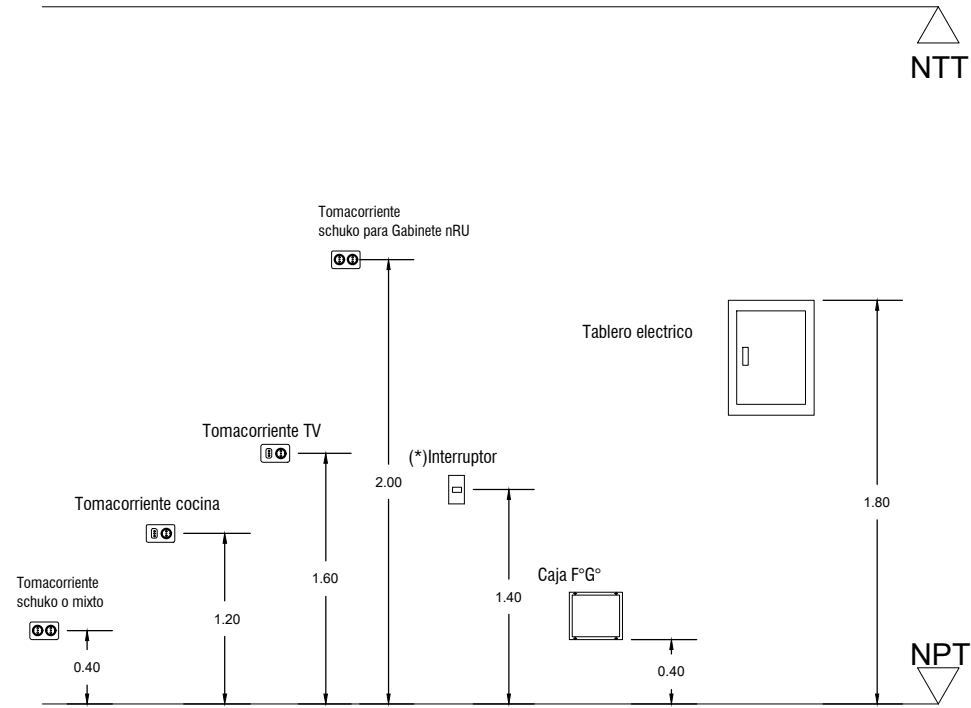 NTT
Tomacorriente
schuko para Gabinete nRU
Tablero electrico
Tomacorriente TV
(*)Interruptor
2.00
Tomacorriente cocina
1.80
Tomacorriente
schuko o mixto
1.60
Caja F°G°
1.40
1.20
0.40
0.40
NPT